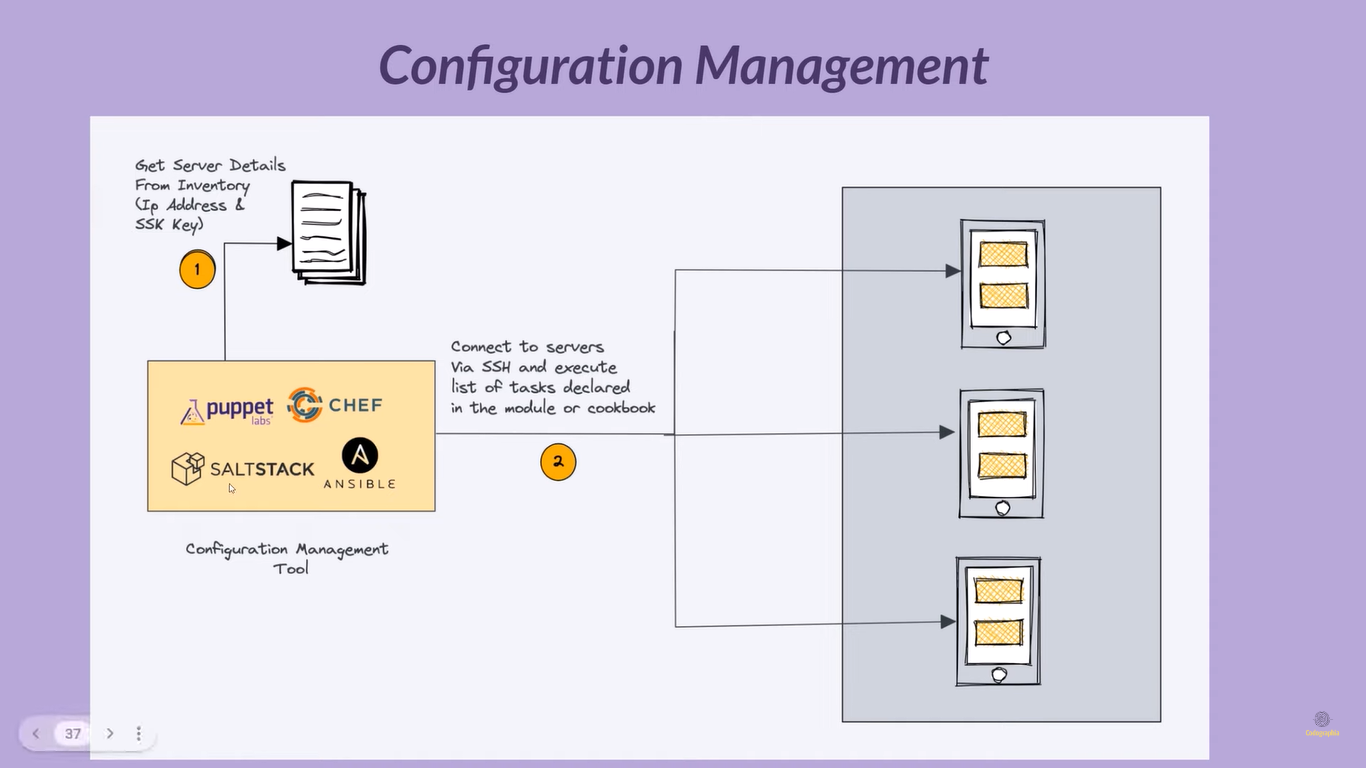 Configuration Management
Get Server Details
From Inventory
(Ip Address &
SSK Key)
1
puppet
labs
CHEF
SALTSTACK
ANSIBLE
Configuration Management
Tool
Connect to servers
Via SSH and execute
list of tasks declared
in the module or cookbook
2
37
Codegraphia